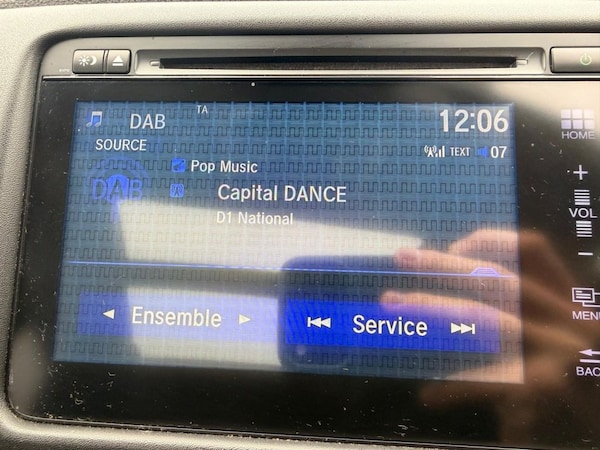 TA
DAB
12:06
SOURCE
TEXT 07
Pop Music
DAB
Capital DANCE
D1 National
Ensemble
Service
HOME
+
VOL
−
MENU
BAC